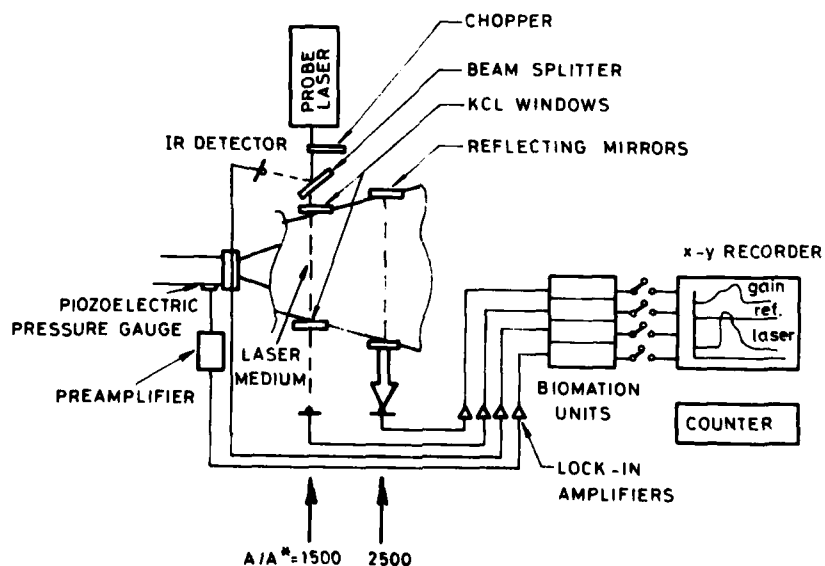 CHOPPER
PROBE
LASER
BEAM SPLITTER
KCL WINDOWS
IR DETECTOR
REFLECTING MIRRORS
x-y RECORDER
gain
ref.
laser
PIOZOELECTRIC
PRESSURE GAUGE
LASER
MEDIUM
PREAMPLIFIER
BIOMATION
UNITS
COUNTER
LOCK-IN
AMPLIFIERS
A/A*=1500
2500